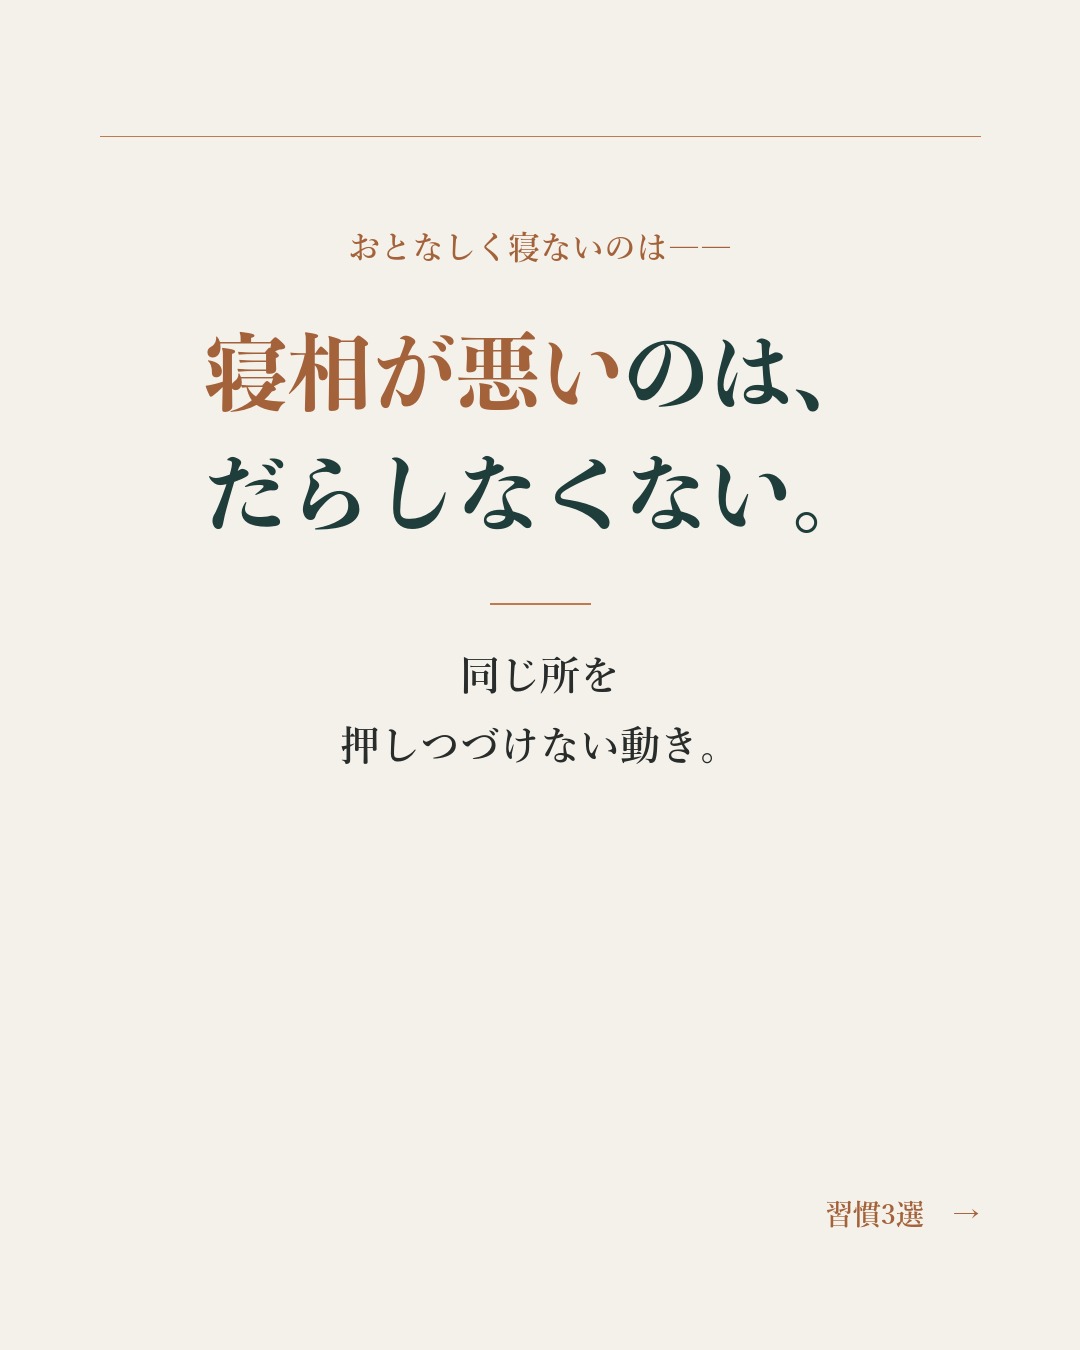 おとなしく寝ないのは――
寝相が悪いのは、
だらしなくない。
同じ所を
押しつづけない動き。
習慣3選　→